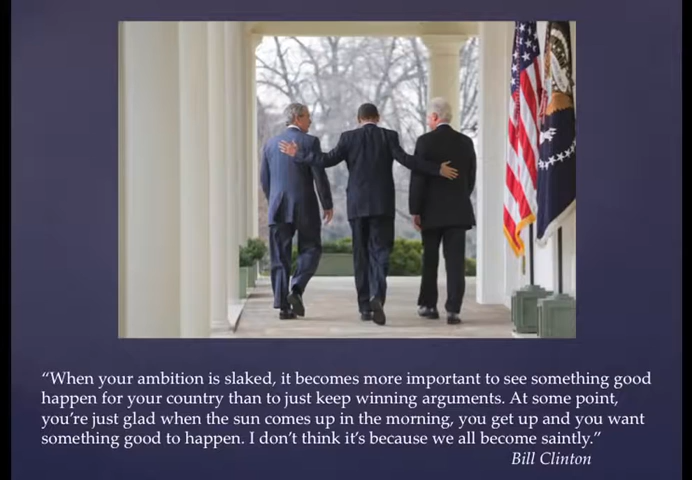 “When your ambition is slaked, it becomes more important to see something good
happen for your country than to just keep winning arguments. At some point,
you’re just glad when the sun comes up in the morning, you get up and you want
something good to happen. I don’t think it’s because we all become saintly.”
Bill Clinton